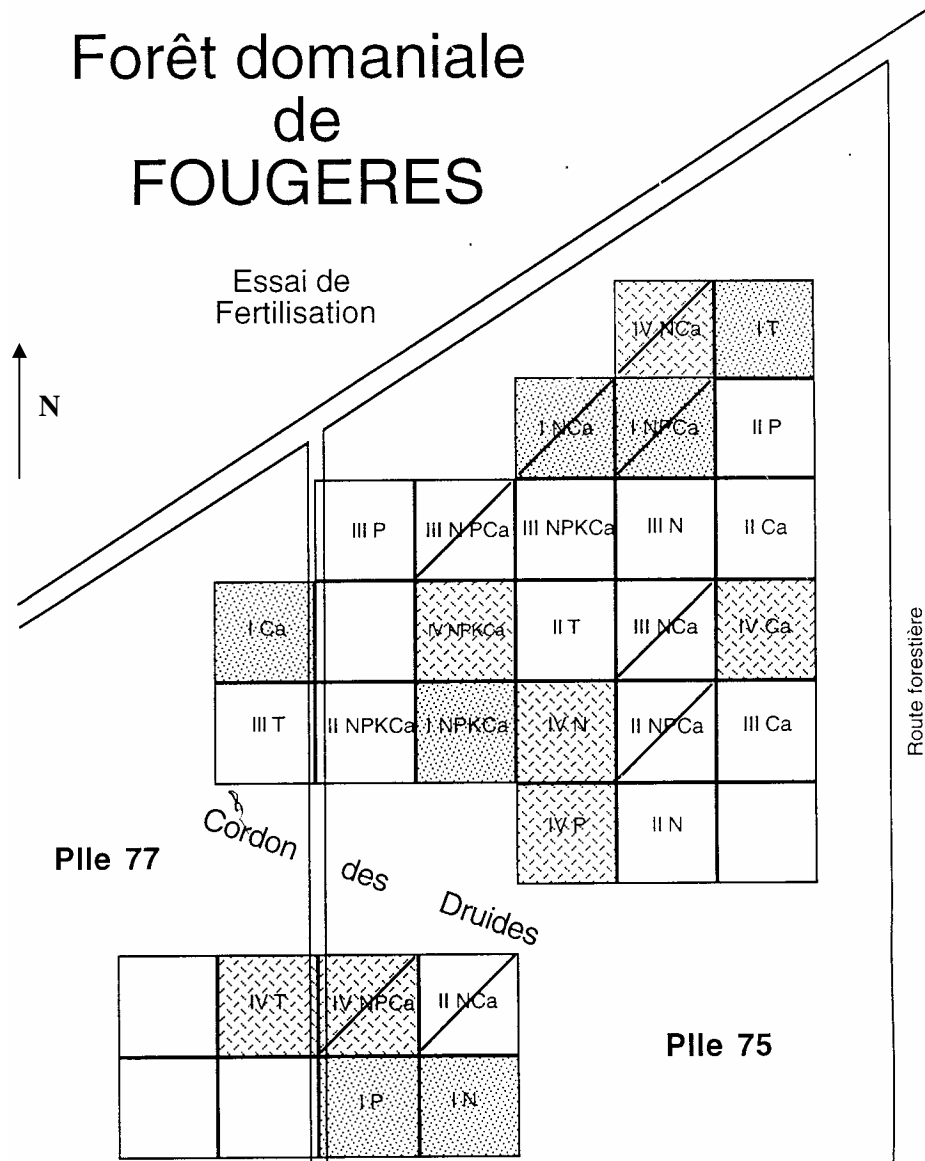 Forêt domaniale
de
FOUGERES
Essai de
Fertilisation
N
IV NCa
I T
I NCa
I NPCa
II P
III P
III NPCa
III NPKCa
III N
II Ca
I Ca
IV NPKCa
II T
III NCa
IV Ca
III T
II NPKCa
I NPKCa
IV N
II NPCa
III Ca
IV P
II N
Route forestière
Cordon des Druides
Plle 77
IV T
IV NPCa
II NCa
Plle 75
I P
I N